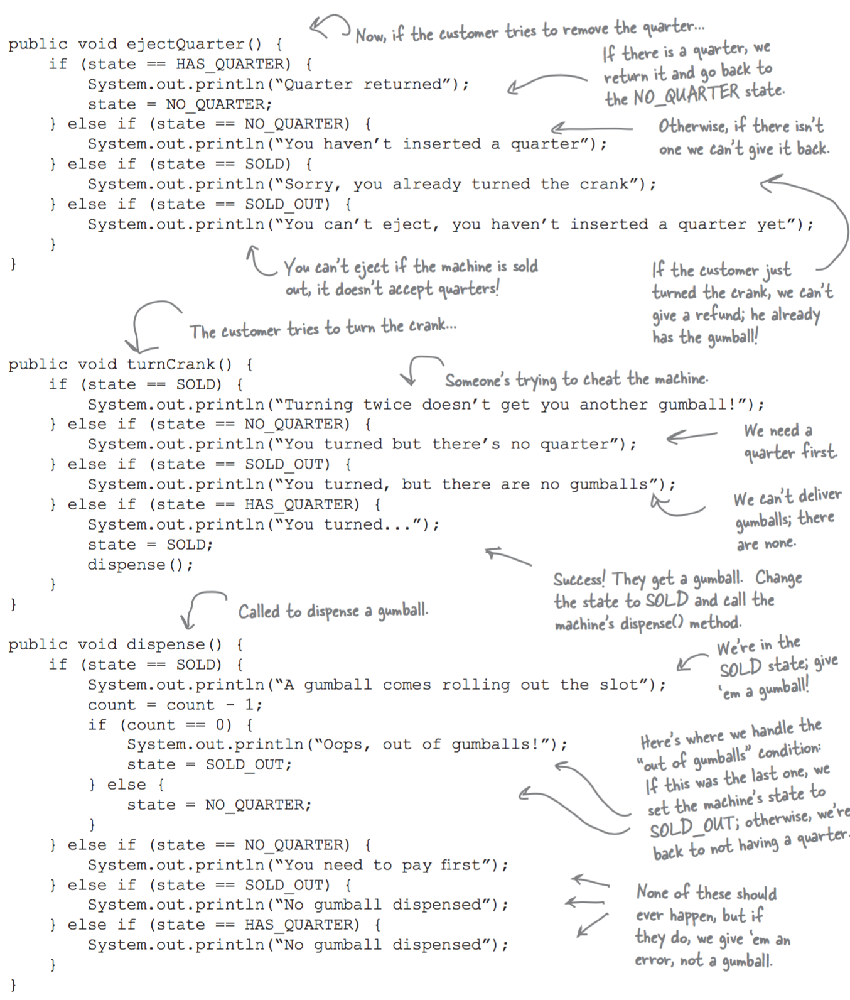 Now, if the customer tries to remove the quarter...
public void ejectQuarter() {
    if (state == HAS_QUARTER) {
        System.out.println(“Quarter returned”);
        state = NO_QUARTER;
If there is a quarter, we
return it and go back to
the NO_QUARTER state.
    } else if (state == NO_QUARTER) {
        System.out.println(“You haven’t inserted a quarter”);
Otherwise, if there isn’t
one we can’t give it back.
    } else if (state == SOLD) {
        System.out.println(“Sorry, you already turned the crank”);
    } else if (state == SOLD_OUT) {
        System.out.println(“You can’t eject, you haven’t inserted a quarter yet”);
    }
}
You can’t eject if the machine is sold
out, it doesn’t accept quarters!
If the customer just
turned the crank, we can’t
give a refund; he already
has the gumball!
The customer tries to turn the crank...
public void turnCrank() {
    if (state == SOLD) {
Someone’s trying to cheat the machine.
        System.out.println(“Turning twice doesn’t get you another gumball!”);
    } else if (state == NO_QUARTER) {
        System.out.println(“You turned but there’s no quarter”);
We need a
quarter first.
    } else if (state == SOLD_OUT) {
        System.out.println(“You turned, but there are no gumballs”);
We can’t deliver
gumballs; there
are none.
    } else if (state == HAS_QUARTER) {
        System.out.println(“You turned...”);
        state = SOLD;
        dispense();
    }
}
Success! They get a gumball. Change
the state to SOLD and call the
machine’s dispense() method.
Called to dispense a gumball.
public void dispense() {
    if (state == SOLD) {
        System.out.println(“A gumball comes rolling out the slot”);
We’re in the
SOLD state; give
‘em a gumball!
        count = count - 1;
        if (count == 0) {
            System.out.println(“Oops, out of gumballs!”);
            state = SOLD_OUT;
        } else {
            state = NO_QUARTER;
        }
Here’s where we handle the
“out of gumballs” condition:
If this was the last one, we
set the machine’s state to
SOLD_OUT; otherwise, we’re
back to not having a quarter.
    } else if (state == NO_QUARTER) {
        System.out.println(“You need to pay first”);
    } else if (state == SOLD_OUT) {
        System.out.println(“No gumball dispensed”);
    } else if (state == HAS_QUARTER) {
        System.out.println(“No gumball dispensed”);
    }
}
None of these should
ever happen, but if
they do, we give ‘em an
error, not a gumball.